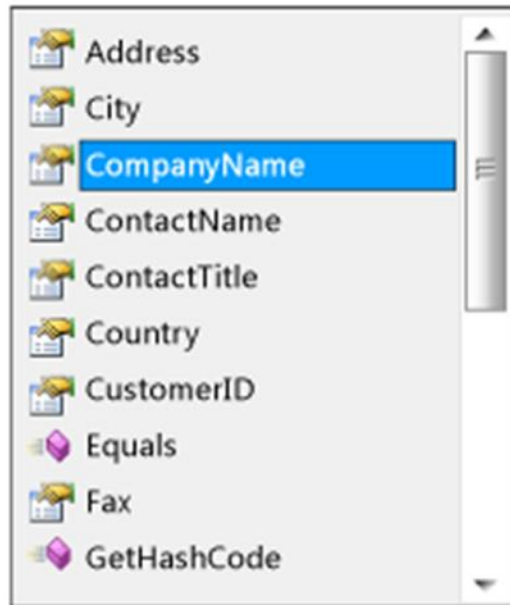 Address
City
CompanyName
ContactName
ContactTitle
Country
CustomerID
Equals
Fax
GetHashCode